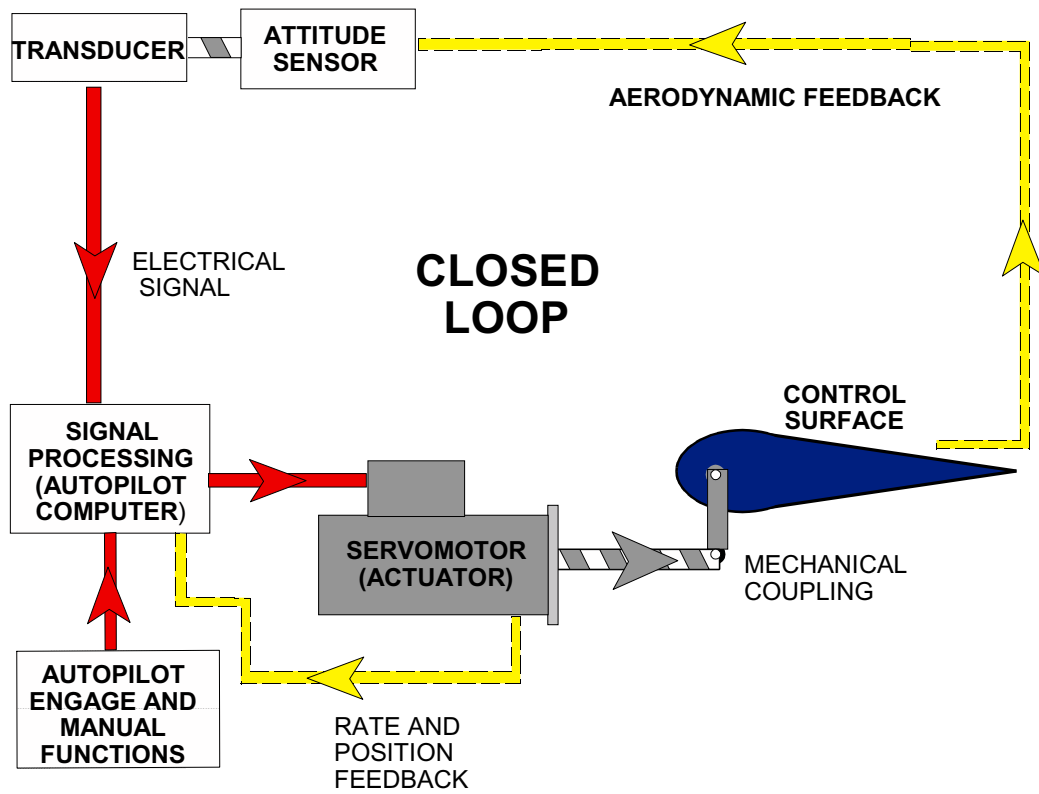 TRANSDUCER
ATTITUDE
SENSOR
AERODYNAMIC FEEDBACK
ELECTRICAL
SIGNAL
CLOSED
LOOP
CONTROL
SURFACE
SIGNAL
PROCESSING
(AUTOPILOT
COMPUTER)
SERVOMOTOR
(ACTUATOR)
MECHANICAL
COUPLING
AUTOPILOT
ENGAGE AND
MANUAL
FUNCTIONS
RATE AND
POSITION
FEEDBACK